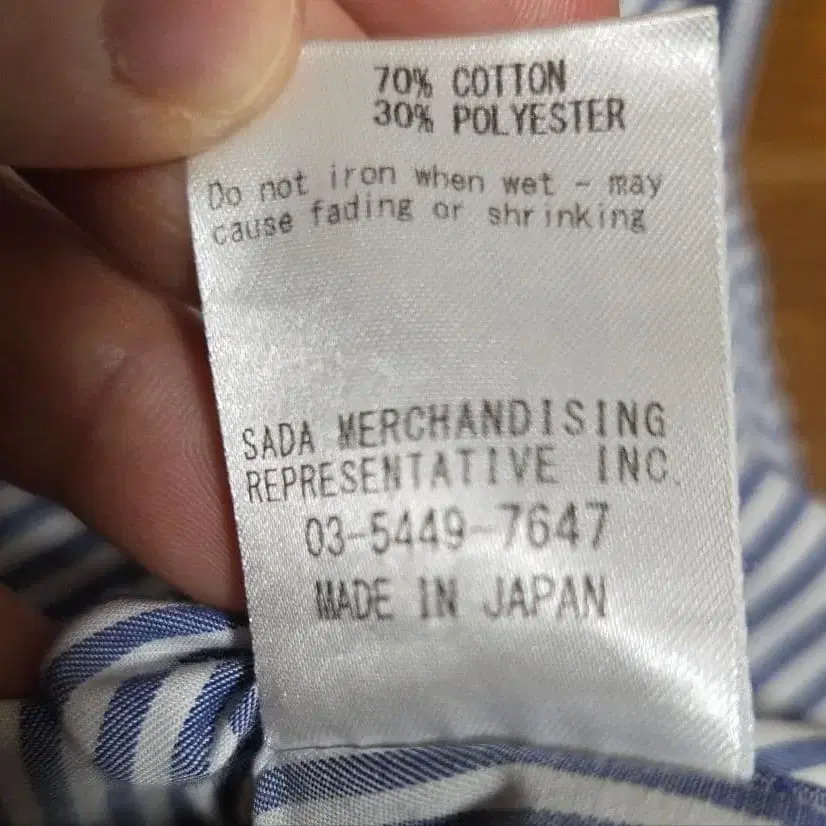 70% COTTON
30% POLYESTER
Do not iron when wet - may
cause fading or shrinking
SADA MERCHANDISING
REPRESENTATIVE INC.
03-5449-7647
MADE IN JAPAN